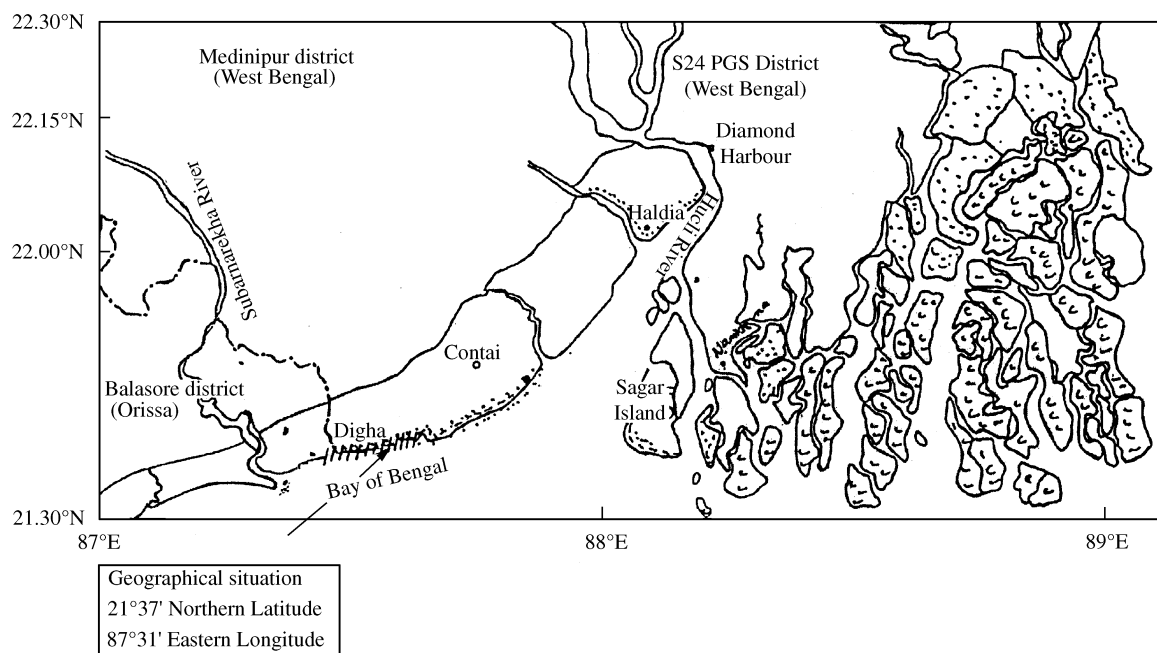 22.30°N
Medinipur district
(West Bengal)
S24 PGS District
(West Bengal)
22.15°N
Diamond
Harbour
Subarnarekha River
Haldia
Hucli River
22.00°N
Contai
Balasore district
(Orissa)
Sagar
Island
Digha
Bay of Bengal
21.30°N
87°E
88°E
89°E
Geographical situation
21°37' Northern Latitude
87°31' Eastern Longitude